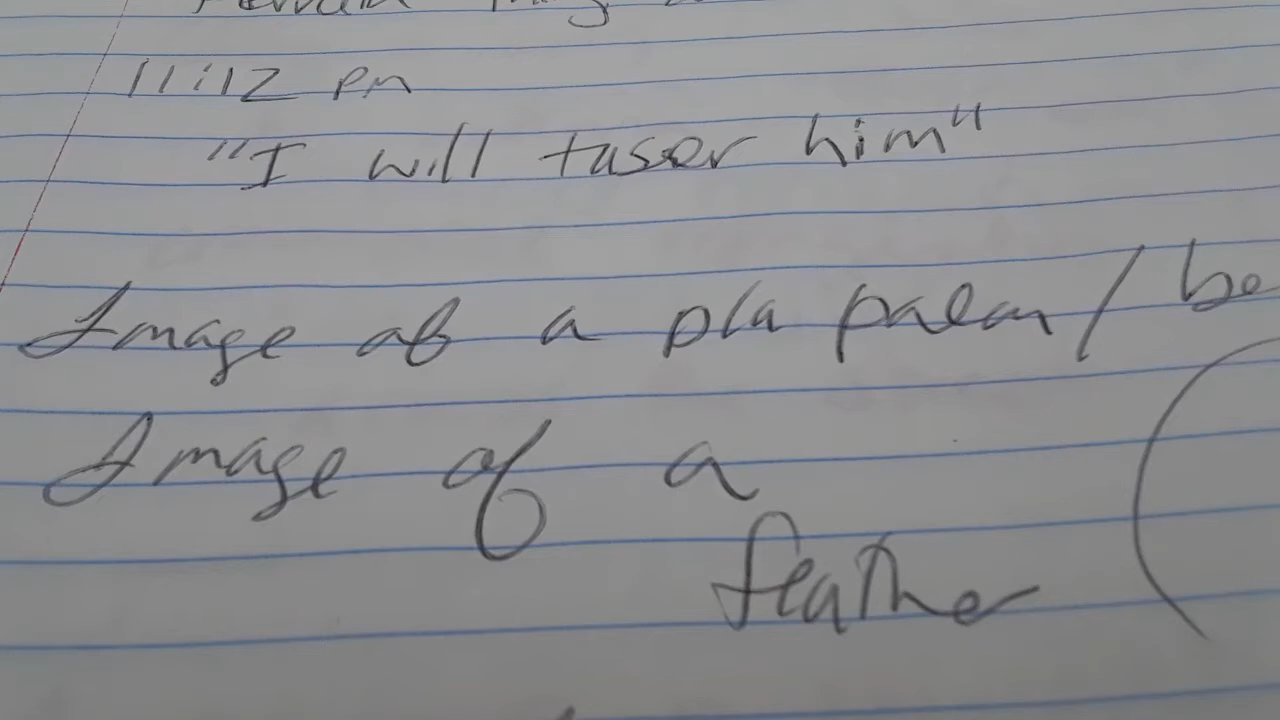 11:12 pm
"I will taser him"
Image of a pla palm / be
Image of a
feather